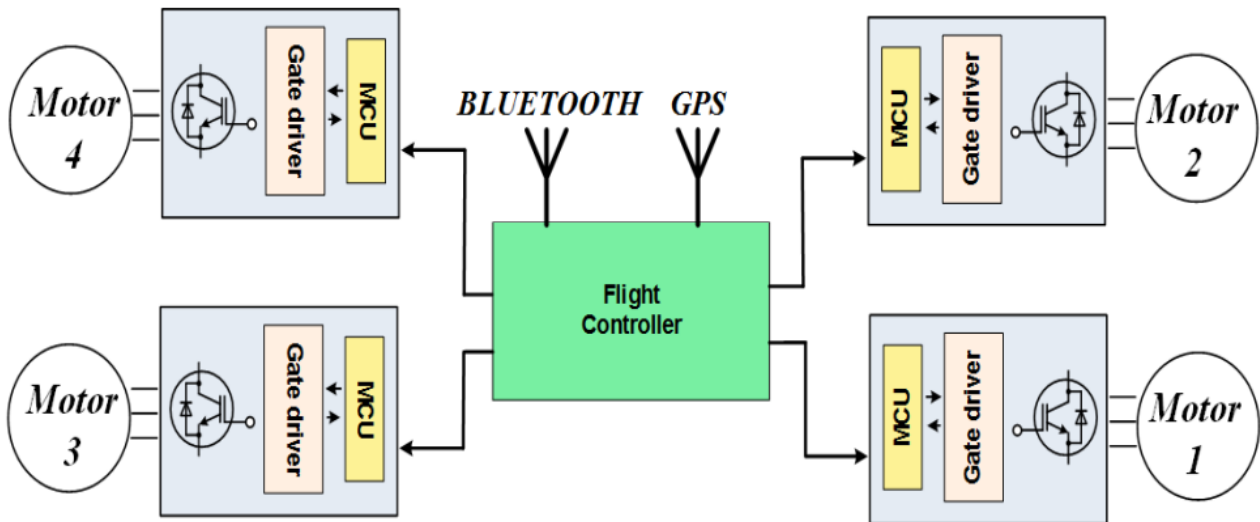 Motor
4
Gate driver
MCU
BLUETOOTH
GPS
MCU
Gate driver
Motor
2
Flight
Controller
Motor
3
Gate driver
MCU
MCU
Gate driver
Motor
1